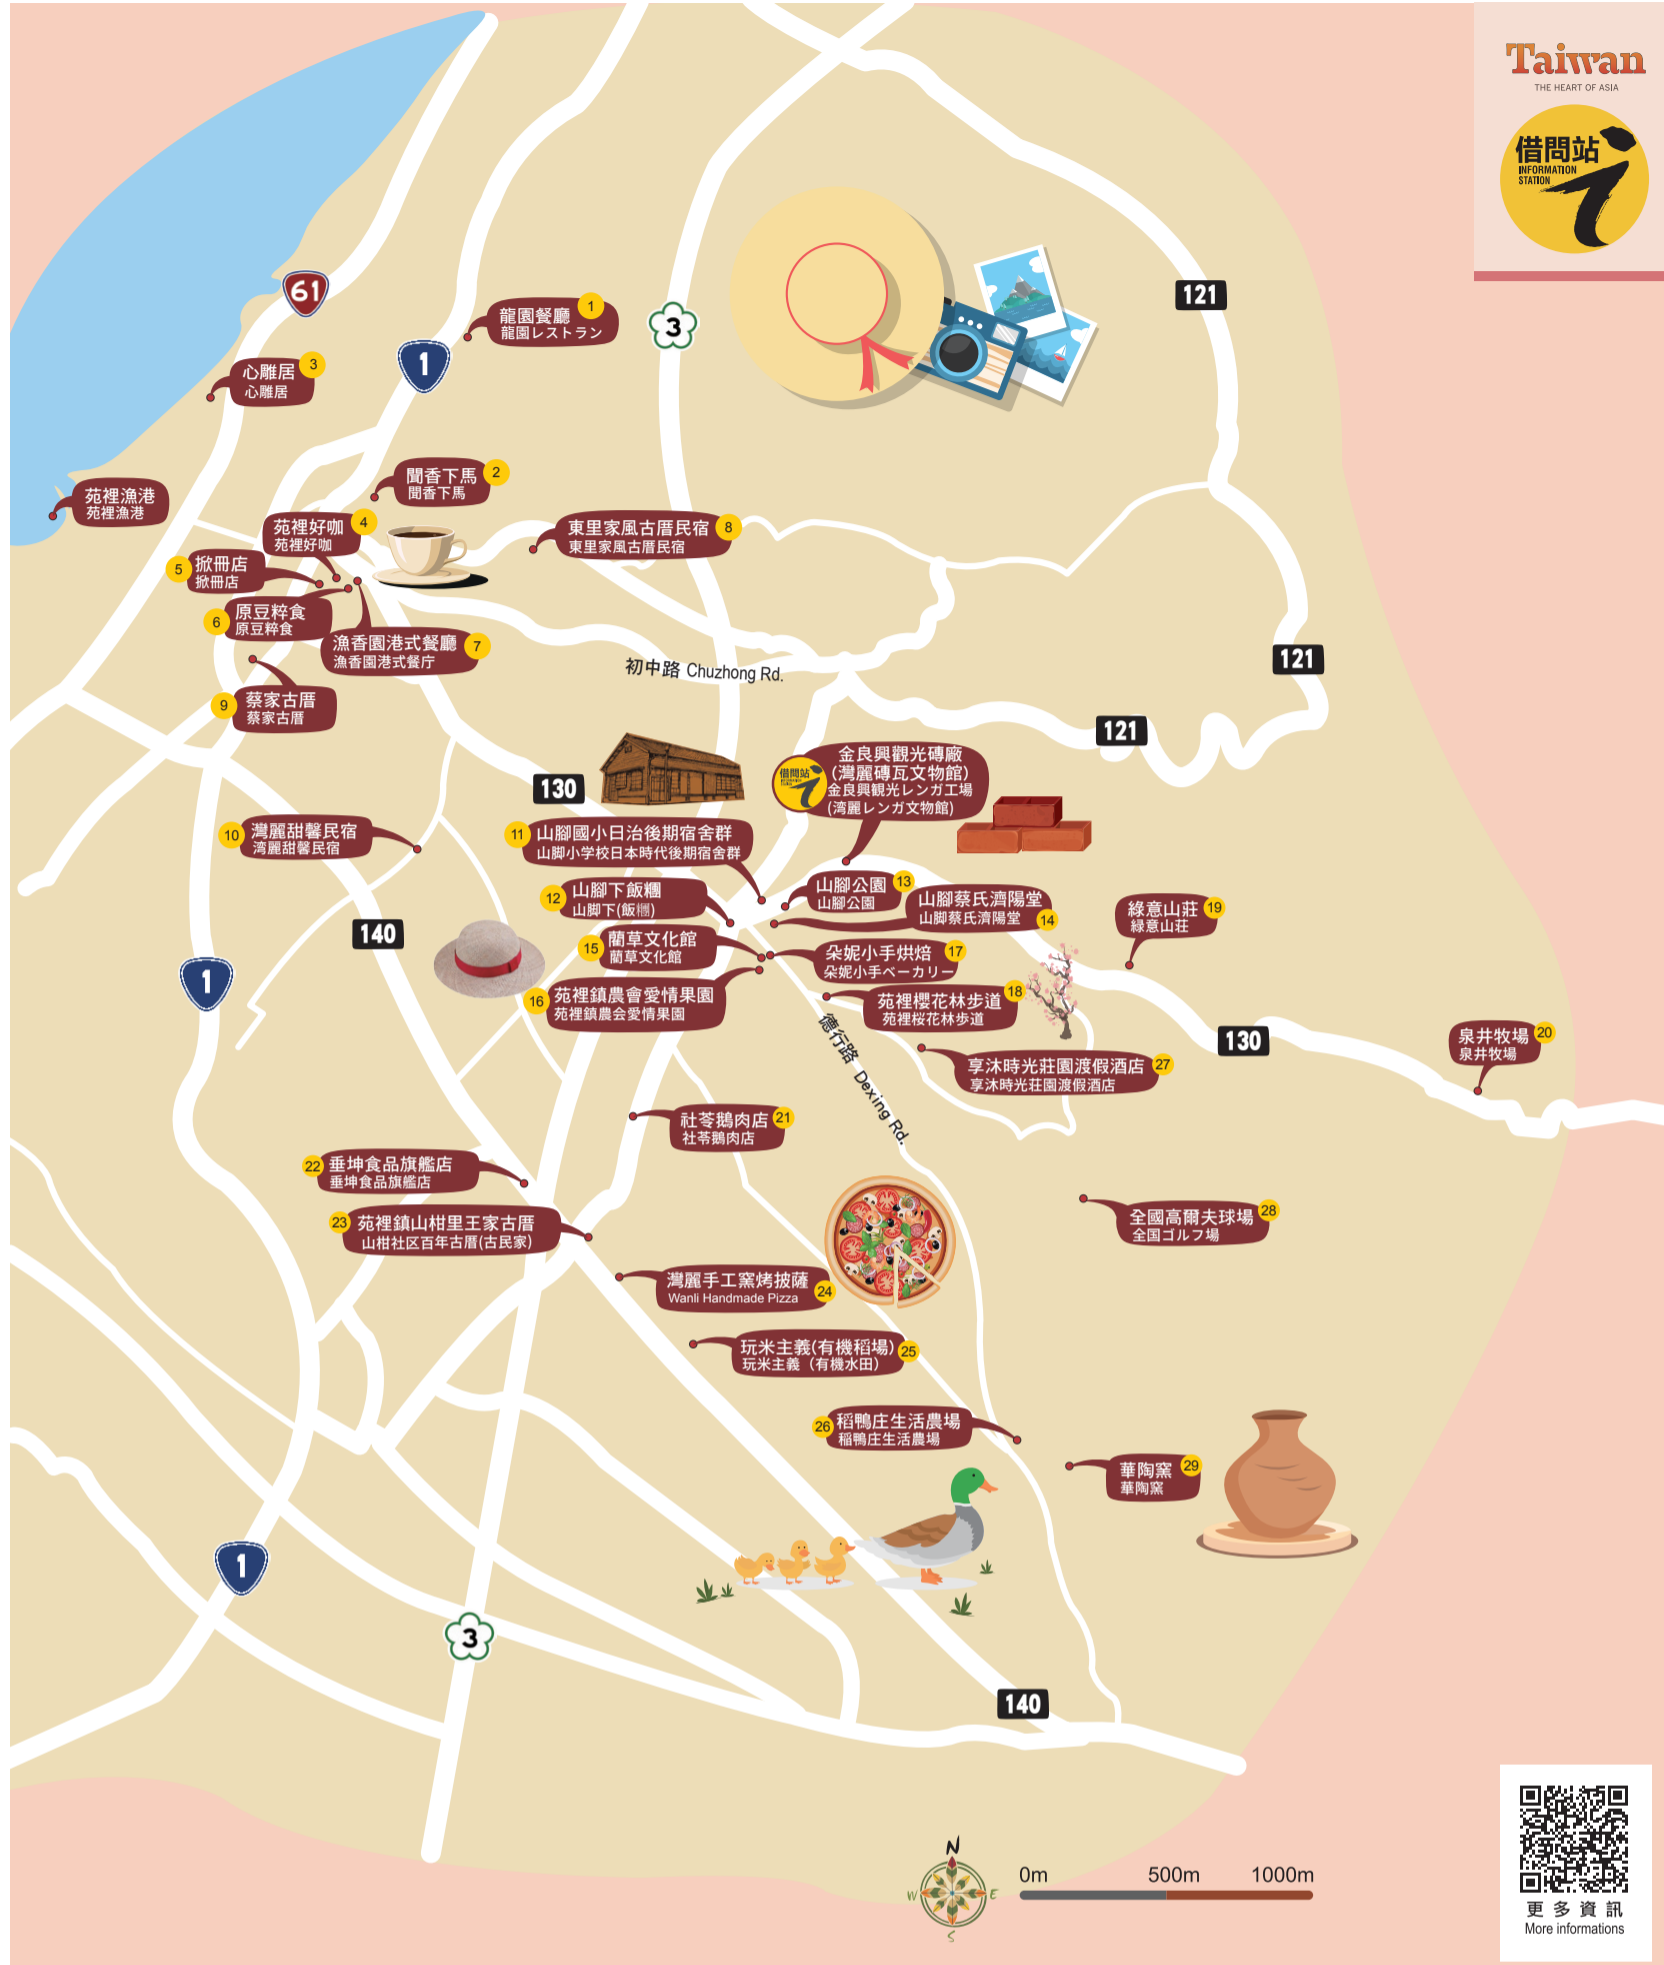 Taiwan
THE HEART OF ASIA
借問站
INFORMATION
STATION
61
1
龍園餐廳
龍園レストラン
1
3
121
心雕居
心雕居
3
1
聞香下馬
聞香下馬
2
苑裡漁港
苑裡漁港
苑裡好咖
苑裡好咖
4
東里家風古厝民宿
東里家風古厝民宿
8
5
掀冊店
掀冊店
6
原豆粹食
原豆粹食
漁香園港式餐廳
漁香園港式餐庁
7
初中路 Chuzhong Rd.
121
9
蔡家古厝
蔡家古厝
121
130
借問站
金良興觀光磚廠
(灣麗磚瓦文物館)
金良興観光レンガ工場
(湾麗レンガ文物館)
10
灣麗甜馨民宿
湾麗甜馨民宿
11
山腳國小日治後期宿舍群
山脚小学校日本時代後期宿舍群
12
山腳下飯糰
山脚下(飯糰)
山腳公園
山腳公園
13
山腳蔡氏濟陽堂
山脚蔡氏濟陽堂
14
綠意山莊
緑意山荘
19
140
15
藺草文化館
藺草文化館
朵妮小手烘焙
朵妮小手ベーカリー
17
1
16
苑裡鎮農會愛情果園
苑裡鎮農会愛情果園
苑裡櫻花林步道
苑裡桜花林歩道
18
德行路 Dexing Rd.
130
泉井牧場
泉井牧場
20
享沐時光莊園渡假酒店
享沐時光莊園渡假酒店
27
社苓鵝肉店
社苓鵝肉店
21
22
垂坤食品旗艦店
垂坤食品旗艦店
23
苑裡鎮山柑里王家古厝
山柑社区百年古厝(古民家)
全國高爾夫球場
全国ゴルフ場
28
灣麗手工窯烤披薩
Wanli Handmade Pizza
24
玩米主義(有機稻場)
玩米主義（有機水田）
25
26
稻鴨庄生活農場
稲鴨庄生活農場
華陶窯
華陶窯
29
1
3
140
N
W
E
S
0m
500m
1000m
更多資訊
More informations